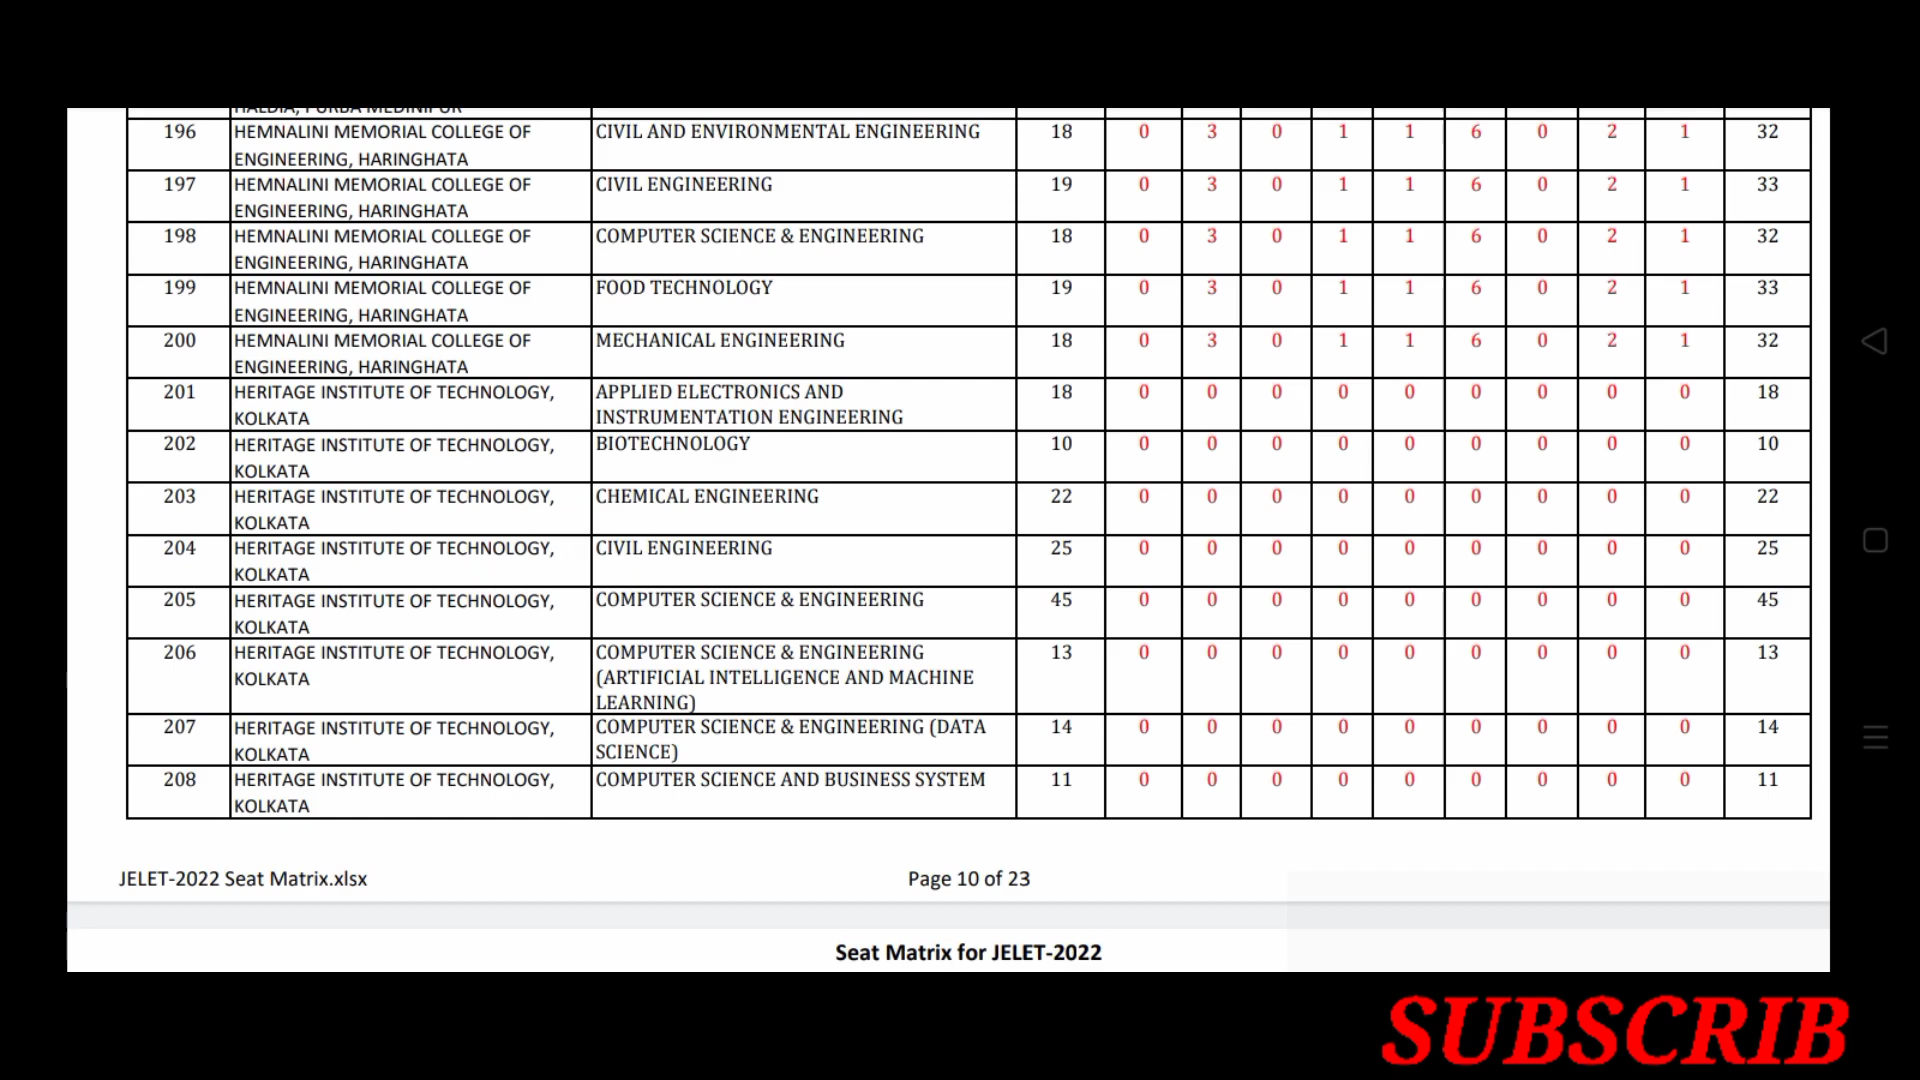 HALDIA, PURBA MEDINIPUR
196 HEMNALINI MEMORIAL COLLEGE OF CIVIL AND ENVIRONMENTAL ENGINEERING 18 0 3 0 1 1 6 0 2 1 32
ENGINEERING, HARINGHATA
197 HEMNALINI MEMORIAL COLLEGE OF CIVIL ENGINEERING 19 0 3 0 1 1 6 0 2 1 33
ENGINEERING, HARINGHATA
198 HEMNALINI MEMORIAL COLLEGE OF COMPUTER SCIENCE & ENGINEERING 18 0 3 0 1 1 6 0 2 1 32
ENGINEERING, HARINGHATA
199 HEMNALINI MEMORIAL COLLEGE OF FOOD TECHNOLOGY 19 0 3 0 1 1 6 0 2 1 33
ENGINEERING, HARINGHATA
200 HEMNALINI MEMORIAL COLLEGE OF MECHANICAL ENGINEERING 18 0 3 0 1 1 6 0 2 1 32
ENGINEERING, HARINGHATA
201 HERITAGE INSTITUTE OF TECHNOLOGY, APPLIED ELECTRONICS AND 18 0 0 0 0 0 0 0 0 0 18
KOLKATA INSTRUMENTATION ENGINEERING
202 HERITAGE INSTITUTE OF TECHNOLOGY, BIOTECHNOLOGY 10 0 0 0 0 0 0 0 0 0 10
KOLKATA
203 HERITAGE INSTITUTE OF TECHNOLOGY, CHEMICAL ENGINEERING 22 0 0 0 0 0 0 0 0 0 22
KOLKATA
204 HERITAGE INSTITUTE OF TECHNOLOGY, CIVIL ENGINEERING 25 0 0 0 0 0 0 0 0 0 25
KOLKATA
205 HERITAGE INSTITUTE OF TECHNOLOGY, COMPUTER SCIENCE & ENGINEERING 45 0 0 0 0 0 0 0 0 0 45
KOLKATA
206 HERITAGE INSTITUTE OF TECHNOLOGY, COMPUTER SCIENCE & ENGINEERING 13 0 0 0 0 0 0 0 0 0 13
KOLKATA (ARTIFICIAL INTELLIGENCE AND MACHINE
LEARNING)
207 HERITAGE INSTITUTE OF TECHNOLOGY, COMPUTER SCIENCE & ENGINEERING (DATA 14 0 0 0 0 0 0 0 0 0 14
KOLKATA SCIENCE)
208 HERITAGE INSTITUTE OF TECHNOLOGY, COMPUTER SCIENCE AND BUSINESS SYSTEM 11 0 0 0 0 0 0 0 0 0 11
KOLKATA
JELET-2022 Seat Matrix.xlsx Page 10 of 23
Seat Matrix for JELET-2022
SUBSCRIB